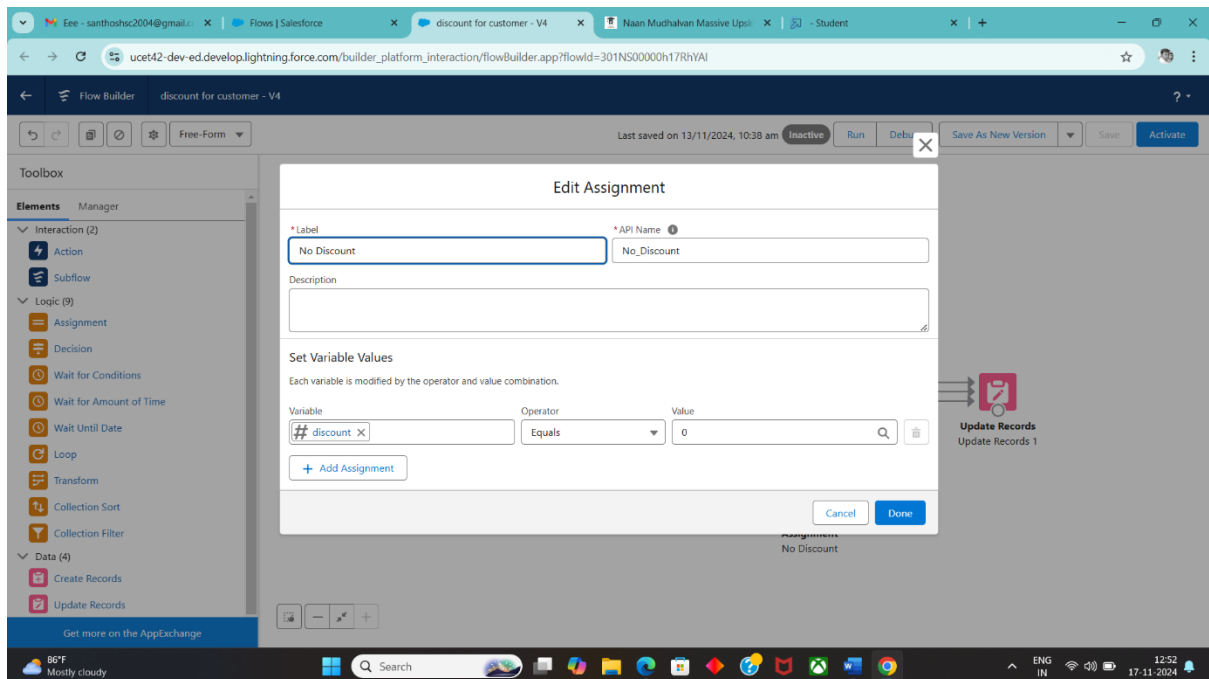 Eee - santhoshsc2004@gmail.c
Flows | Salesforce
discount for customer - V4
Naan Mudhalvan Massive Upski
- Student
ucet42-dev-ed.develop.lightning.force.com/builder_platform_interaction/flowBuilder.app?flowId=301NS00000h17RhYAI
Flow Builder discount for customer - V4 ?
Free-Form Last saved on 13/11/2024, 10:38 am Inactive Run Debu Save As New Version Save Activate
Toolbox
Elements Manager
Interaction (2)
Action
Subflow
Logic (9)
Assignment
Decision
Wait for Conditions
Wait for Amount of Time
Wait Until Date
Loop
Transform
Collection Sort
Collection Filter
Data (4)
Create Records
Update Records
Get more on the AppExchange
Edit Assignment
* Label * API Name
No Discount No_Discount
Description
Set Variable Values
Each variable is modified by the operator and value combination.
Variable Operator Value
discount Equals 0
+ Add Assignment
Cancel Done
Update Records
Update Records 1
Assignment
No Discount
86°F
Mostly cloudy
Search
ENG
IN
12:52
17-11-2024